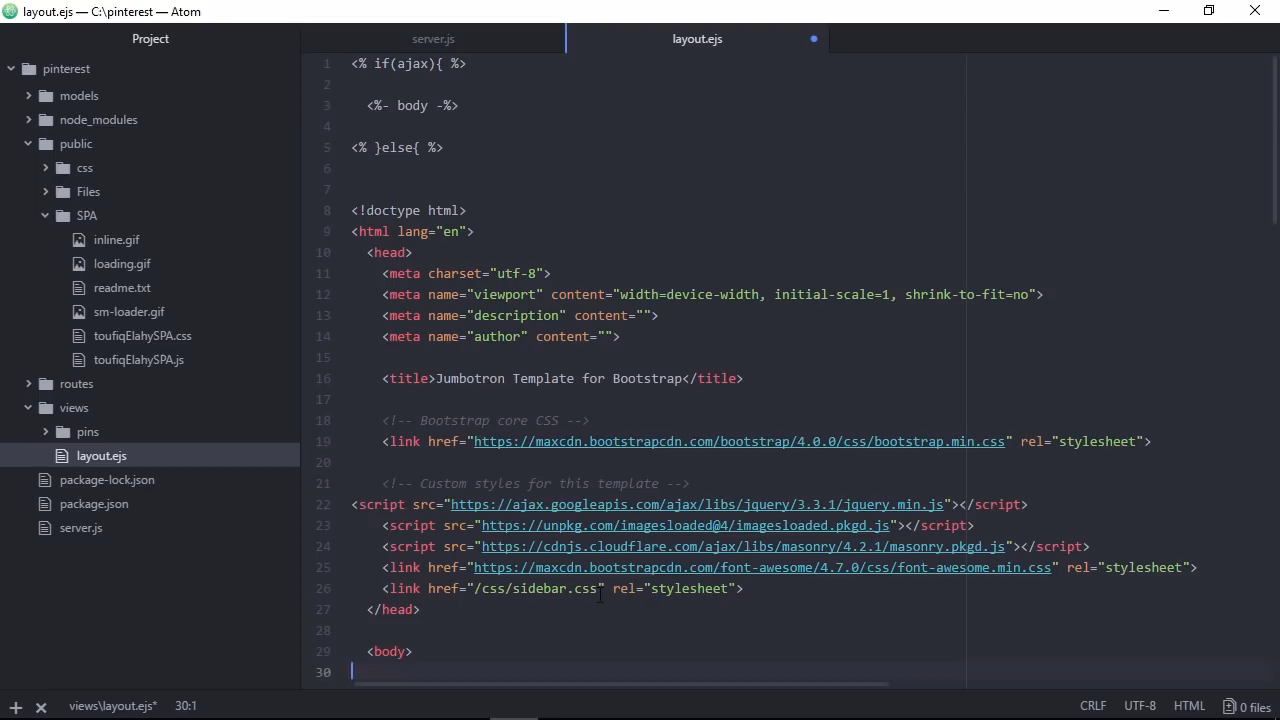 layout.ejs — C:\pinterest — Atom
Project
server.js
layout.ejs
pinterest
models
node_modules
public
css
Files
SPA
inline.gif
loading.gif
readme.txt
sm-loader.gif
toufiqElahySPA.css
toufiqElahySPA.js
routes
views
pins
layout.ejs
package-lock.json
package.json
server.js
1 <% if(ajax){ %>
2
3 <%- body -%>
4
5 <% }else{ %>
6
7
8 <!doctype html>
9 <html lang="en">
10 <head>
11 <meta charset="utf-8">
12 <meta name="viewport" content="width=device-width, initial-scale=1, shrink-to-fit=no">
13 <meta name="description" content="">
14 <meta name="author" content="">
15
16 <title>Jumbotron Template for Bootstrap</title>
17
18 <!-- Bootstrap core CSS -->
19 <link href="https://maxcdn.bootstrapcdn.com/bootstrap/4.0.0/css/bootstrap.min.css" rel="stylesheet">
20
21 <!-- Custom styles for this template -->
22 <script src="https://ajax.googleapis.com/ajax/libs/jquery/3.3.1/jquery.min.js"></script>
23 <script src="https://unpkg.com/imagesloaded@4/imagesloaded.pkgd.js"></script>
24 <script src="https://cdnjs.cloudflare.com/ajax/libs/masonry/4.2.1/masonry.pkgd.js"></script>
25 <link href="https://maxcdn.bootstrapcdn.com/font-awesome/4.7.0/css/font-awesome.min.css" rel="stylesheet">
26 <link href="/css/sidebar.css" rel="stylesheet">
27 </head>
28
29 <body>
30
views\layout.ejs* 30:1 CRLF UTF-8 HTML 0 files